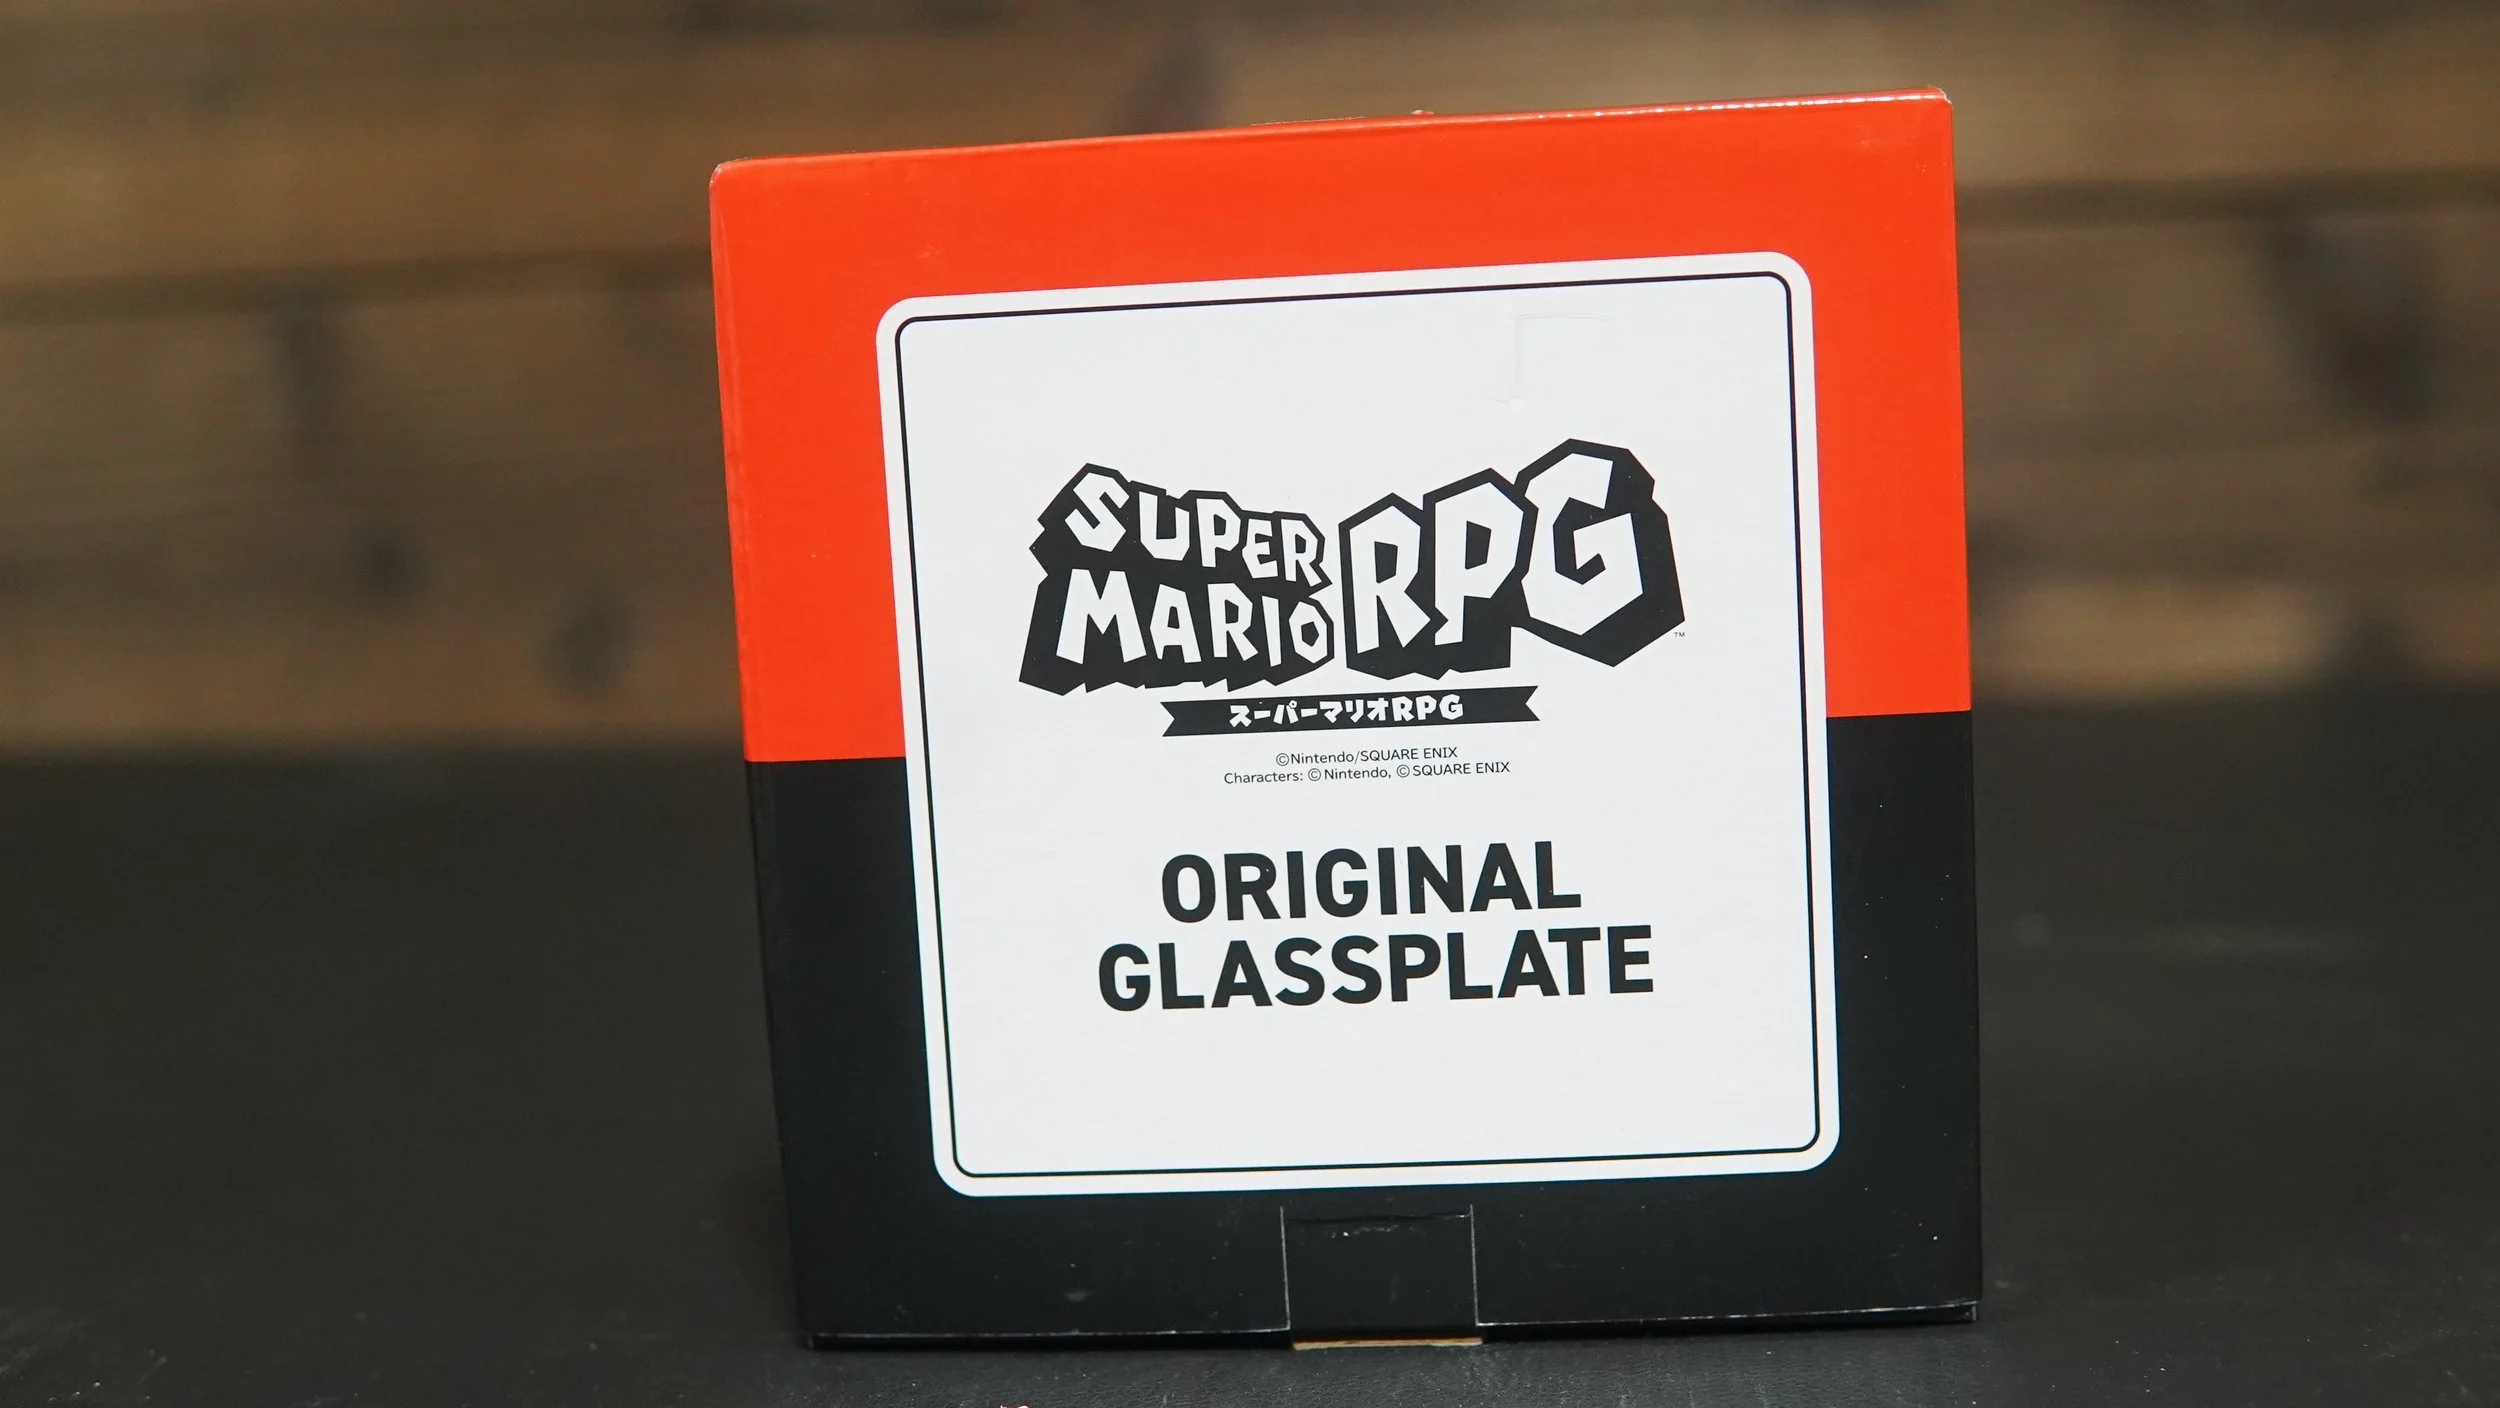 SUPER
MARIO RPG
™
スーパーマリオRPG
©Nintendo/SQUARE ENIX
Characters: ©Nintendo, ©SQUARE ENIX
ORIGINAL
GLASSPLATE